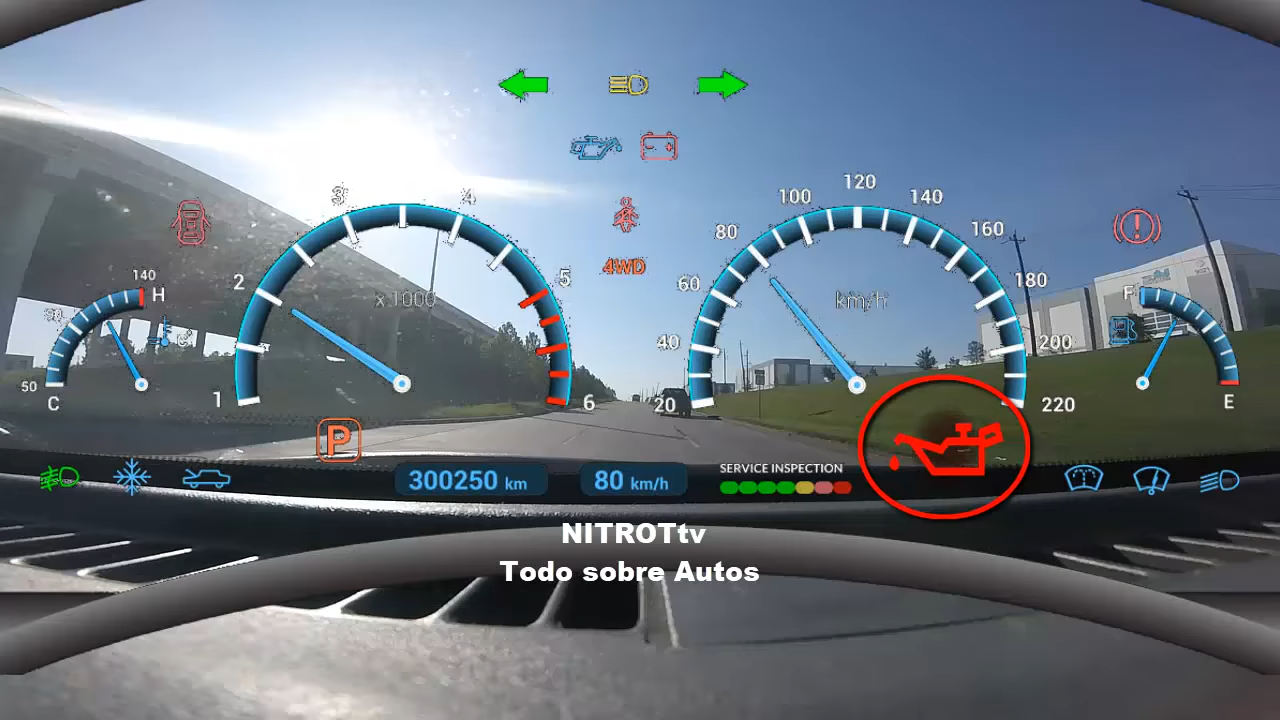 3
4
120
100
140
80
160
4WD
140
H
2
x 1000
5
60
km/h
180
F
90
40
200
50
C
1
6
20
220
E
P
300250 km
80 km/h
SERVICE INSPECTION
NITROTtv
Todo sobre Autos